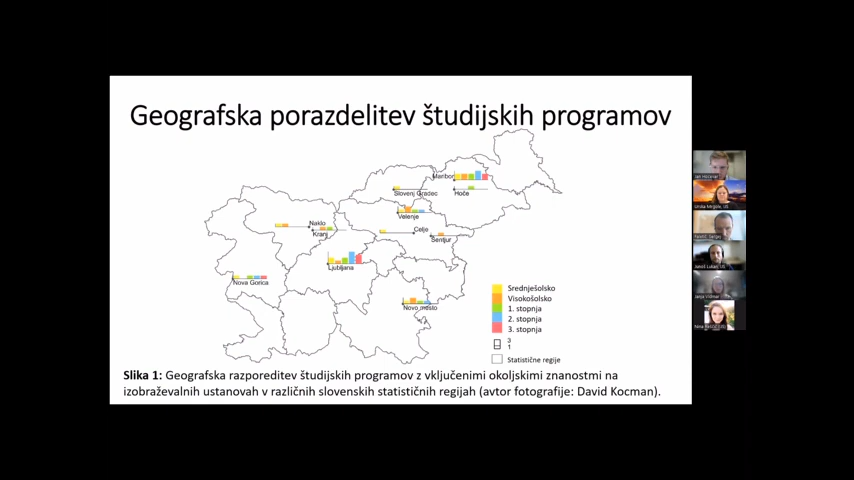 Geografska porazdelitev študijskih programov
Maribor
Slovenj Gradec
Hoče
Velenje
Naklo
Kranj
Celje
Šentjur
Ljubljana
Nova Gorica
Novo mesto
Srednješolsko
Visokošolsko
1. stopnja
2. stopnja
3. stopnja
3
1
Statistične regije
Slika 1: Geografska razporeditev študijskih programov z vključenimi okoljskimi znanostmi na
izobraževalnih ustanovah v različnih slovenskih statističnih regijah (avtor fotografije: David Kocman).